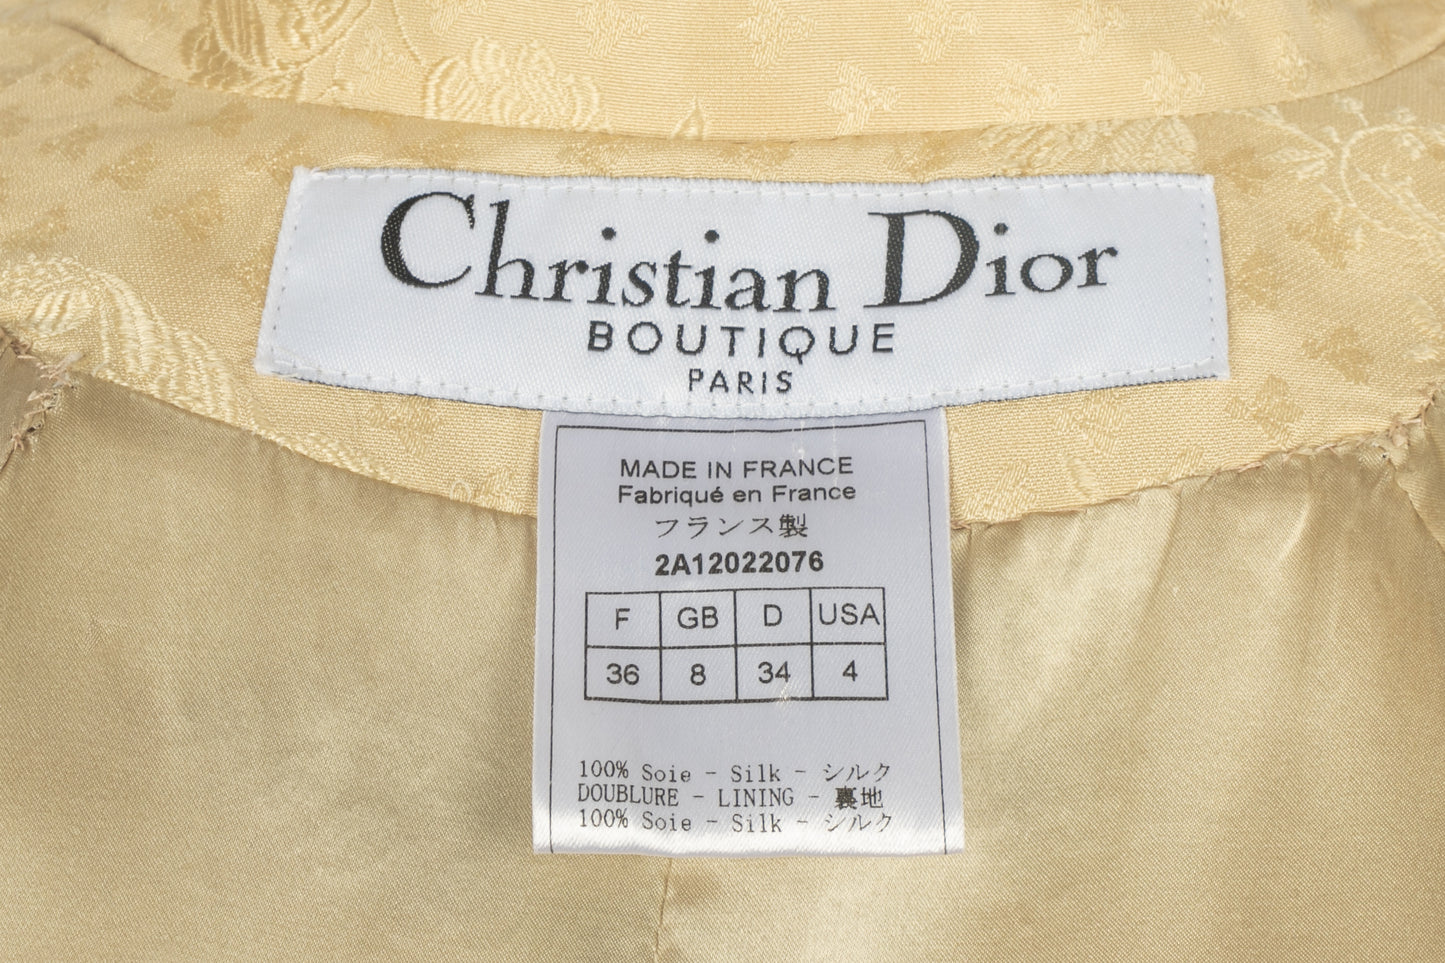 Christian Dior
BOUTIQUE
PARIS
MADE IN FRANCE
Fabriqué en France
フランス製
2A12022076
F GB D USA
36 8 34 4
100% Soie - Silk - シルク
DOUBLURE - LINING - 裏地
100% Soie - Silk - シルク